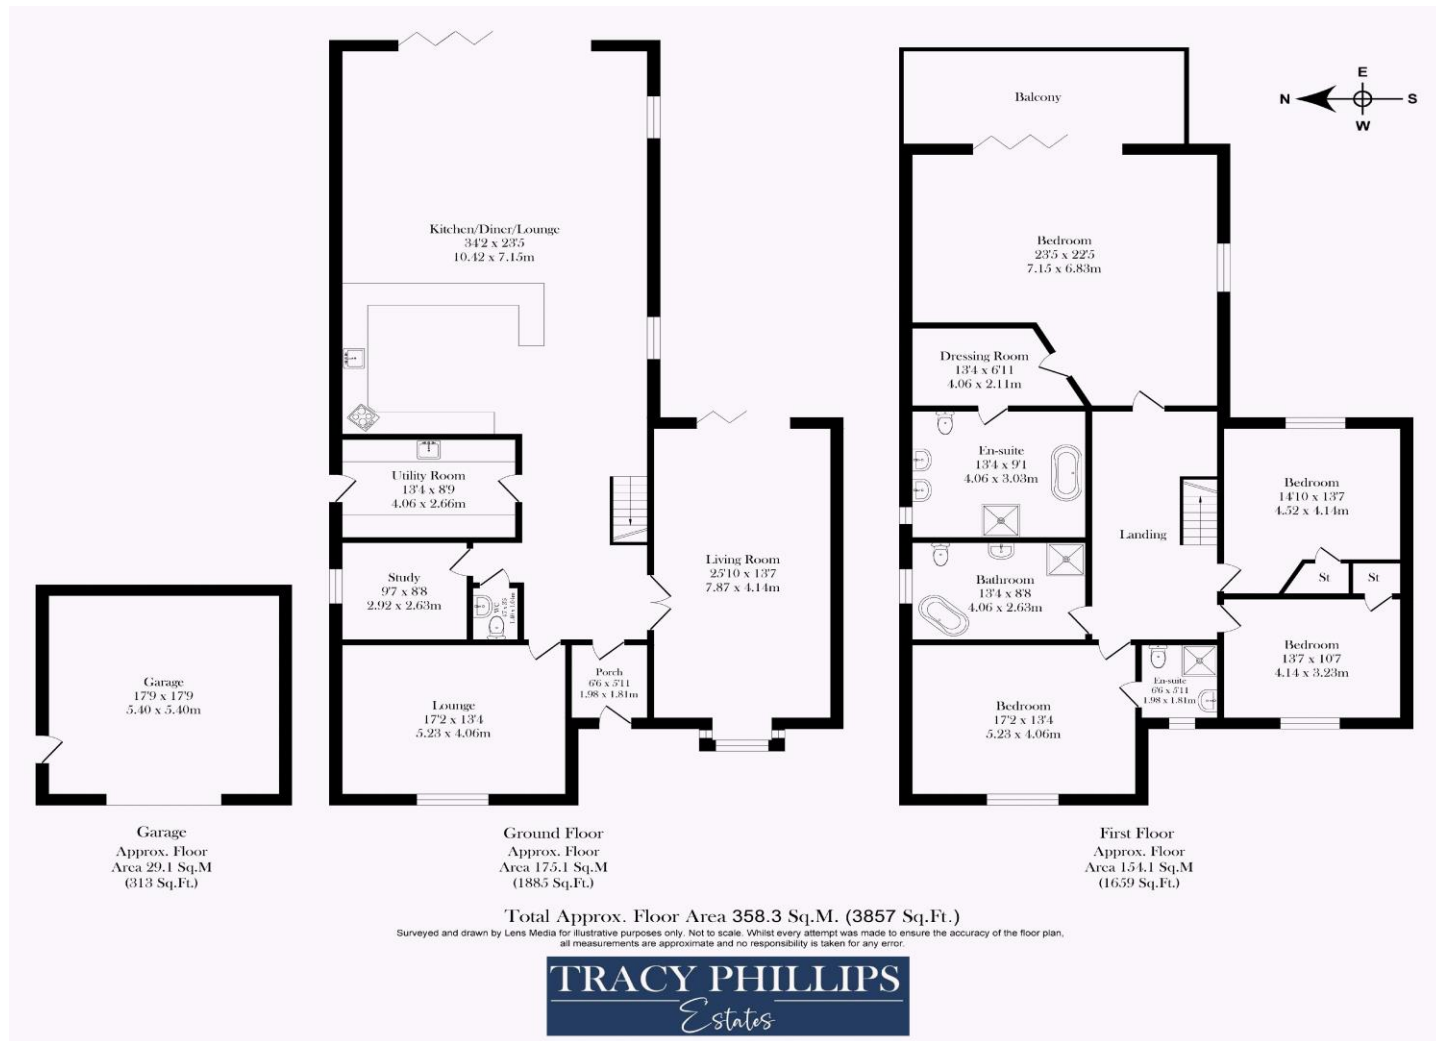 Balcony
E
N
S
W
Kitchen/Diner/Lounge
34'2 x 23'5
10.42 x 7.15m
Bedroom
23'5 x 22'5
7.15 x 6.83m
Dressing Room
13'4 x 6'11
4.06 x 2.11m
Utility Room
13'4 x 8'9
4.06 x 2.66m
En-suite
13'4 x 9'1
4.06 x 3.03m
Bedroom
14'10 x 13'7
4.52 x 4.14m
Landing
Living Room
25'10 x 13'7
7.87 x 4.14m
Study
9'7 x 8'8
2.92 x 2.63m
WC
Bathroom
13'4 x 8'8
4.06 x 2.63m
St
St
Garage
17'9 x 17'9
5.40 x 5.40m
Porch
6'6 x 5'11
1.98 x 1.81m
Lounge
17'2 x 13'4
5.23 x 4.06m
Bedroom
17'2 x 13'4
5.23 x 4.06m
En-suite
6'6 x 5'11
1.98 x 1.81m
Bedroom
13'7 x 10'7
4.14 x 3.23m
Garage
Approx. Floor
Area 29.1 Sq.M
(313 Sq.Ft.)
Ground Floor
Approx. Floor
Area 175.1 Sq.M
(1885 Sq.Ft.)
First Floor
Approx. Floor
Area 154.1 Sq.M
(1659 Sq.Ft.)
Total Approx. Floor Area 358.3 Sq.M. (3857 Sq.Ft.)
Surveyed and drawn by Lens Media for illustrative purposes only. Not to scale. Whilst every attempt was made to ensure the accuracy of the floor plan,
all measurements are approximate and no responsibility is taken for any error.
TRACY PHILLIPS
Estates